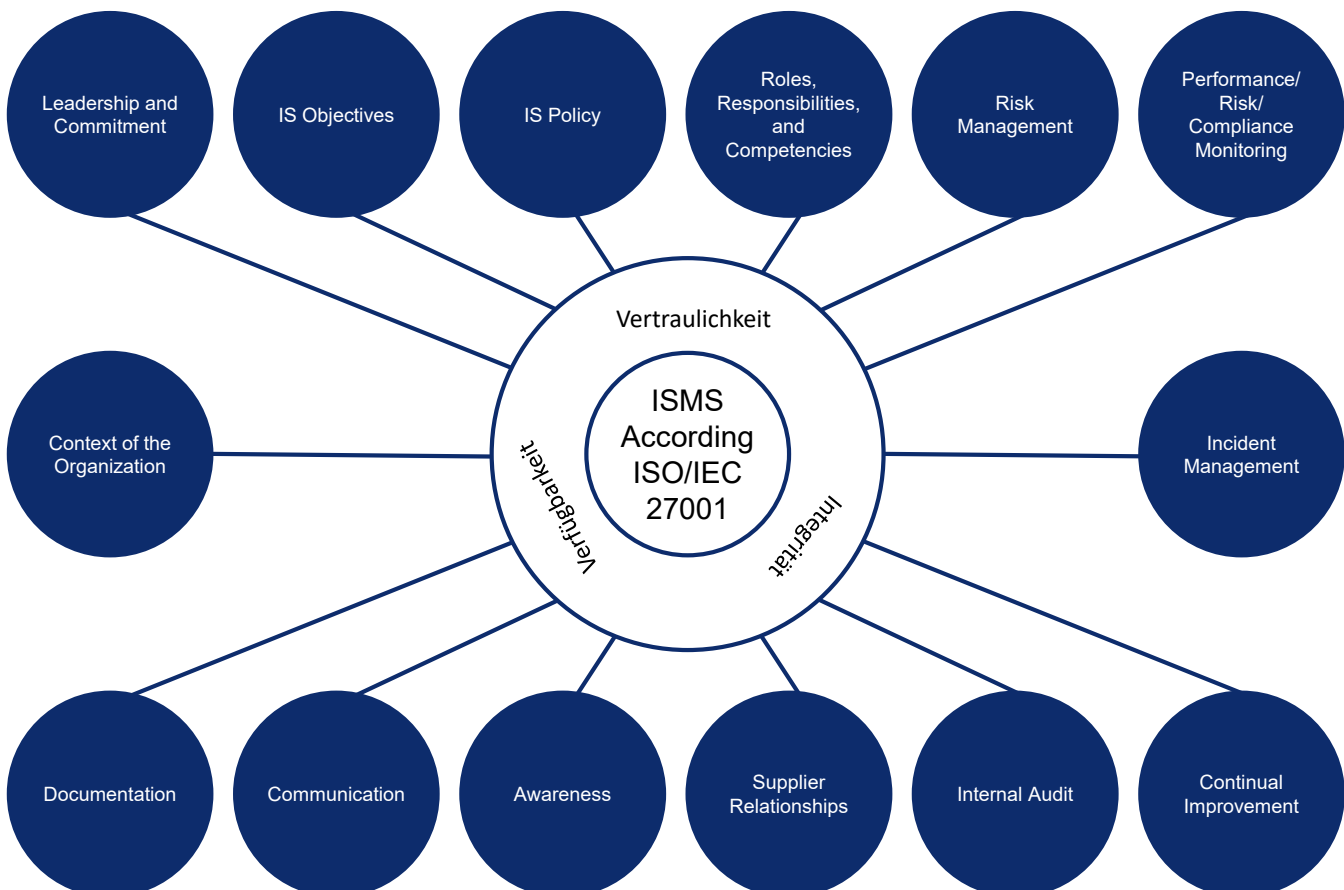 Leadership and
Commitment
IS Objectives
IS Policy
Roles,
Responsibilities,
and
Competencies
Risk
Management
Performance/
Risk/
Compliance
Monitoring
Vertraulichkeit
Context of the
Organization
Verfügbarkeit
ISMS
According
ISO/IEC
27001
Integrität
Incident
Management
Documentation
Communication
Awareness
Supplier
Relationships
Internal Audit
Continual
Improvement